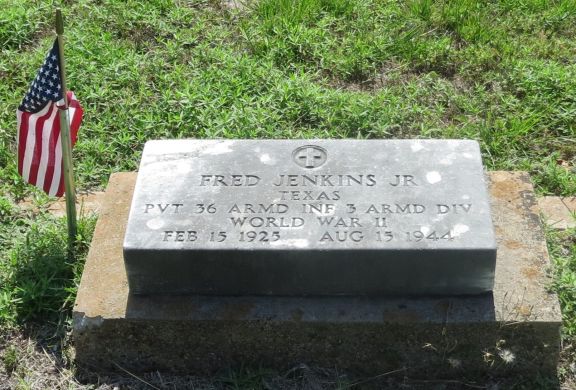 FRED JENKINS JR
TEXAS
PVT 36 ARMD INF 3 ARMD DIV
WORLD WAR II
FEB 15 1925 AUG 15 1944